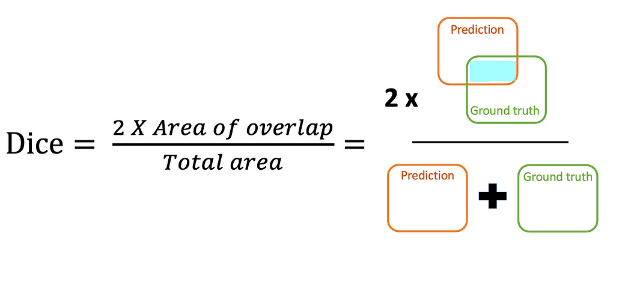 Dice = 2 X Area of overlap / Total area =
2 x
Prediction
Ground truth
Prediction + Ground truth